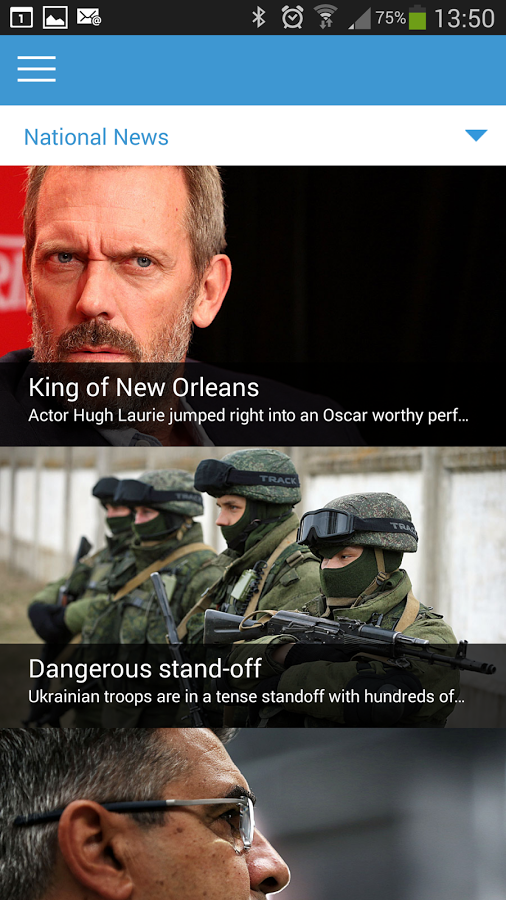 1 @ 75% 13:50
National News
King of New Orleans
Actor Hugh Laurie jumped right into an Oscar worthy perf...
TRACK
TRACK
TRACK
Dangerous stand-off
Ukrainian troops are in a tense standoff with hundreds of...